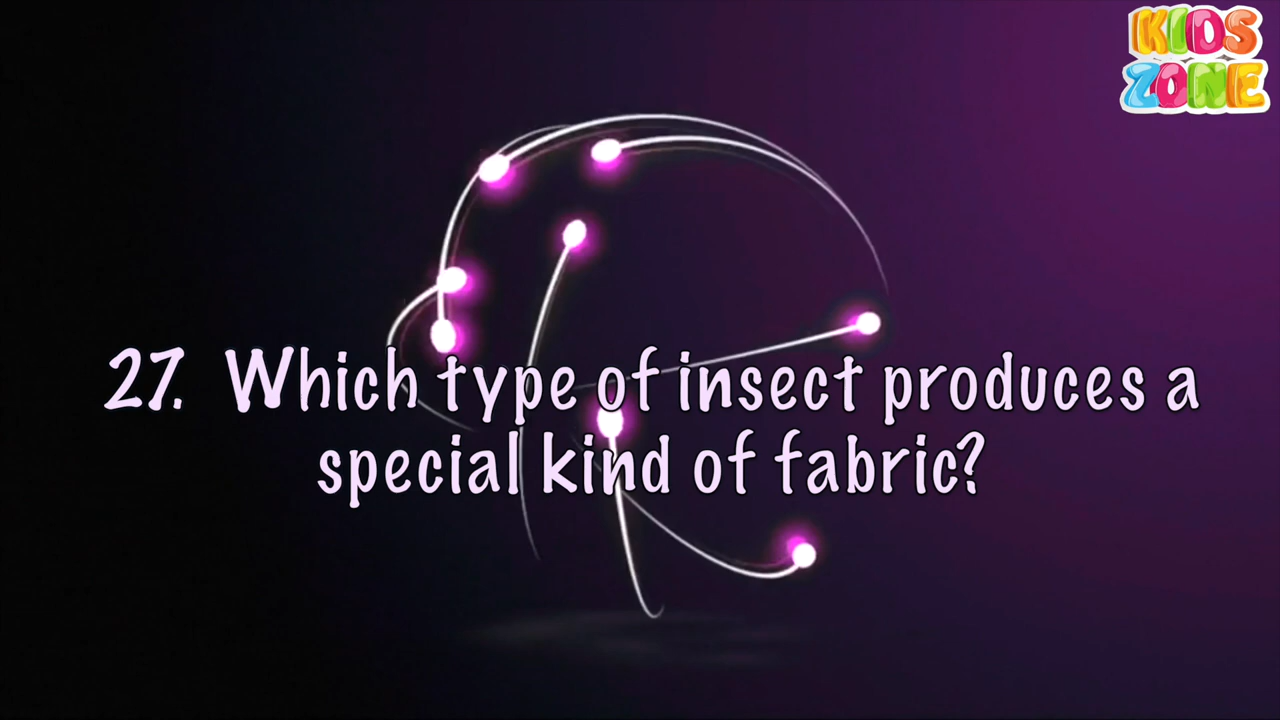 KIDS
ZONE
27. Which type of insect produces a
special kind of fabric?